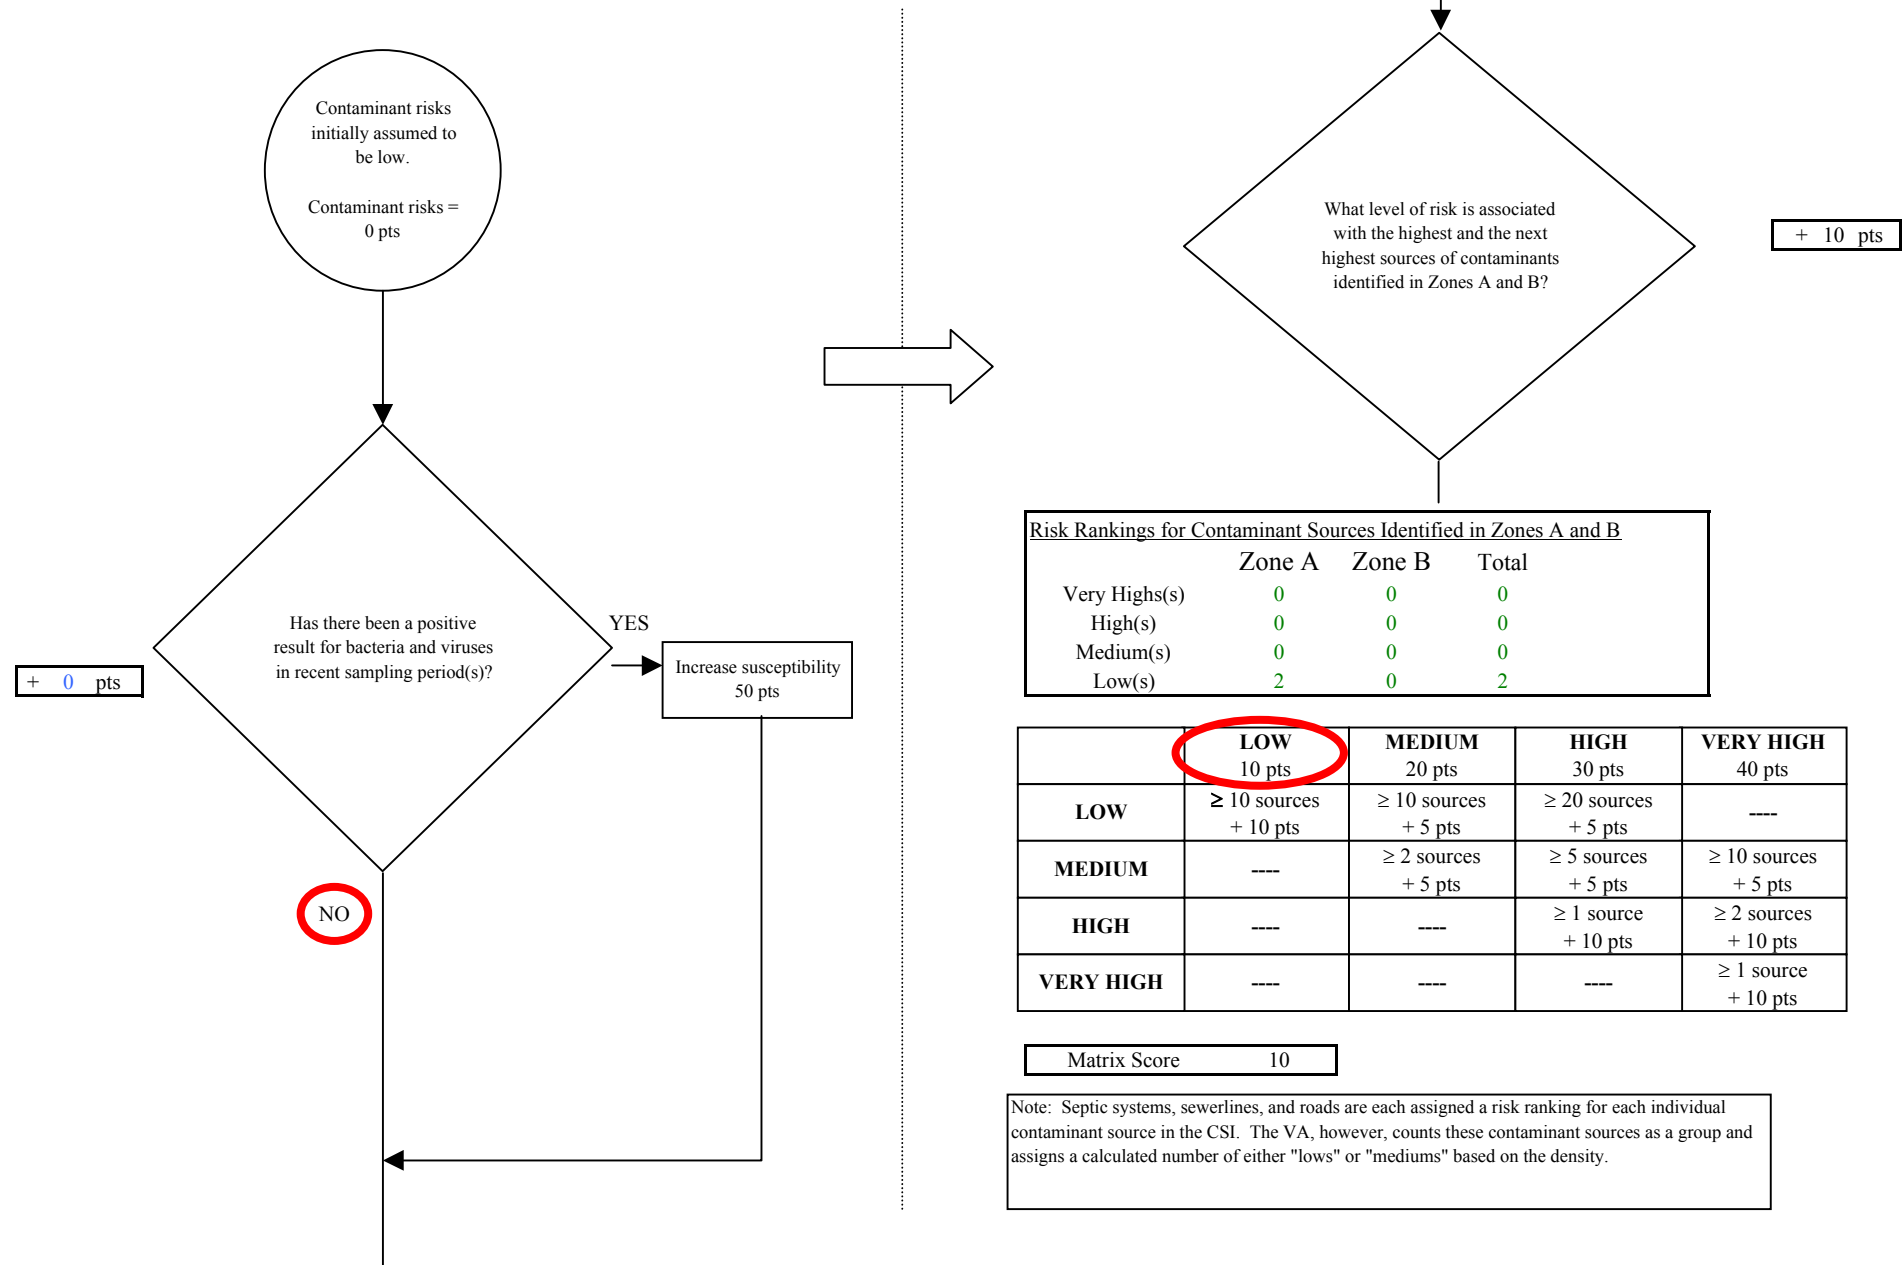 Contaminant risks
initially assumed to
be low.
Contaminant risks =
0 pts
Has there been a positive
result for bacteria and viruses
in recent sampling period(s)?
+ 0 pts
YES
Increase susceptibility
50 pts
NO
What level of risk is associated
with the highest and the next
highest sources of contaminants
identified in Zones A and B?
+ 10 pts
Risk Rankings for Contaminant Sources Identified in Zones A and B
Zone A Zone B Total
Very Highs(s) 0 0 0
High(s) 0 0 0
Medium(s) 0 0 0
Low(s) 2 0 2
LOW MEDIUM HIGH VERY HIGH
10 pts 20 pts 30 pts 40 pts
LOW ≥ 10 sources ≥ 10 sources ≥ 20 sources ----
+ 10 pts + 5 pts + 5 pts
MEDIUM ---- ≥ 2 sources ≥ 5 sources ≥ 10 sources
+ 5 pts + 5 pts + 5 pts
HIGH ---- ---- ≥ 1 source ≥ 2 sources
+ 10 pts + 10 pts
VERY HIGH ---- ---- ---- ≥ 1 source
+ 10 pts
Matrix Score 10
Note: Septic systems, sewerlines, and roads are each assigned a risk ranking for each individual
contaminant source in the CSI. The VA, however, counts these contaminant sources as a group and
assigns a calculated number of either "lows" or "mediums" based on the density.